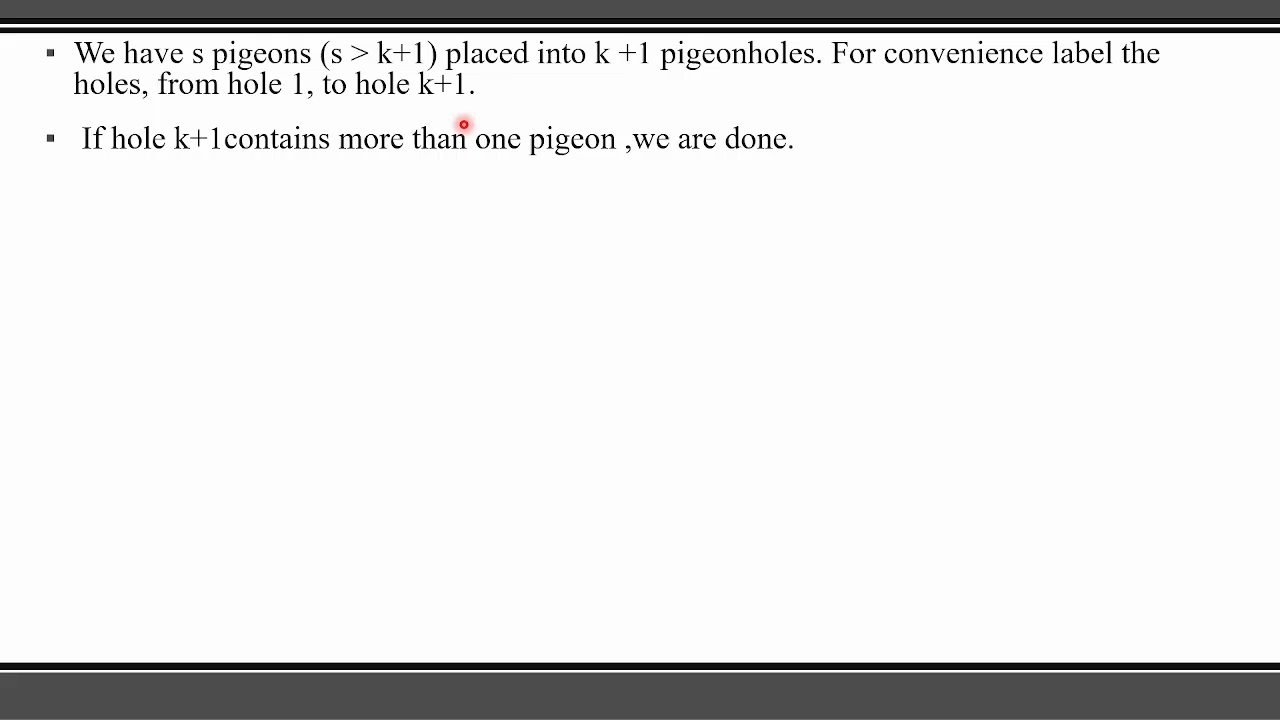 ▪ We have s pigeons (s > k+1) placed into k +1 pigeonholes. For convenience label the
holes, from hole 1, to hole k+1.
▪ If hole k+1contains more than one pigeon ,we are done.